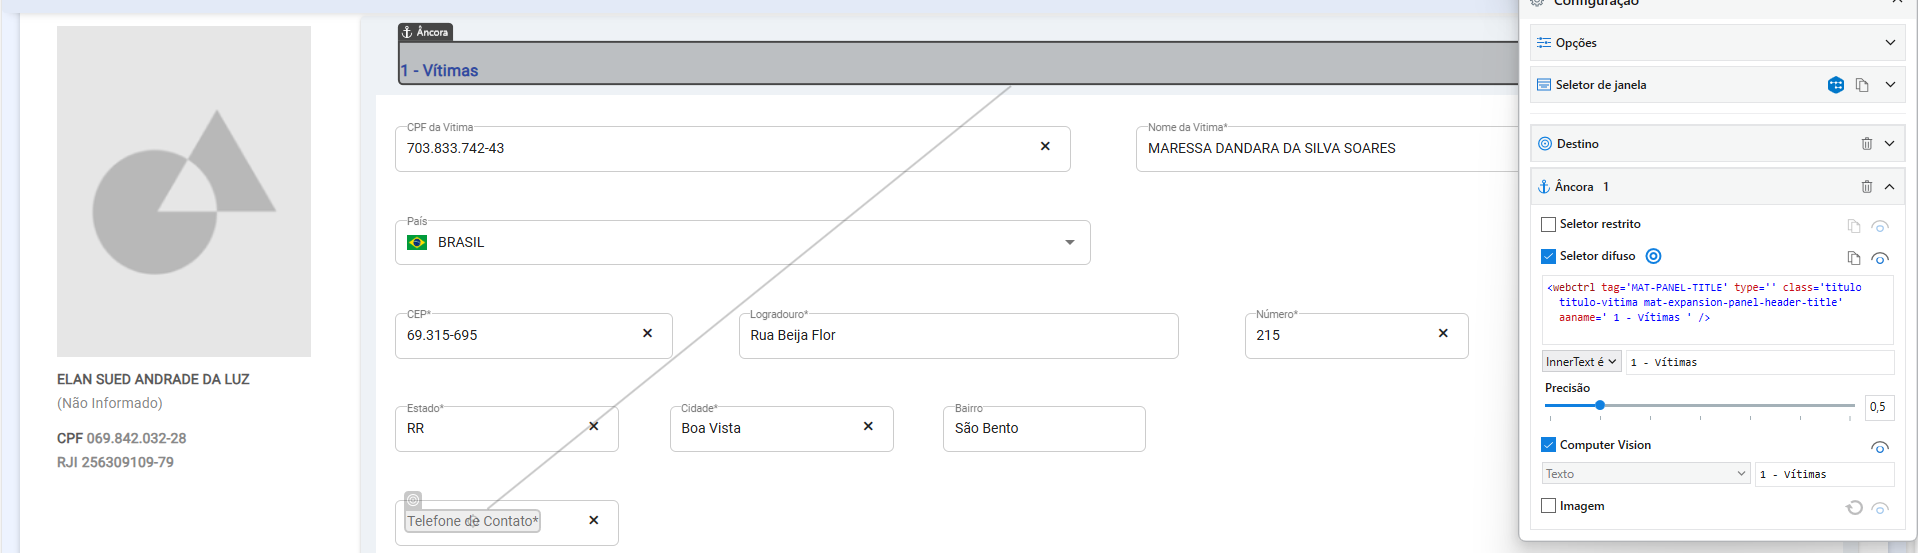 Configuração
Âncora
1 - Vítimas
Opções
Seletor de janela
CPF da Vitima
703.833.742-43
Nome da Vitima*
MARESSA DANDARA DA SILVA SOARES
Destino
Âncora 1
País
BRASIL
Seletor restrito
Seletor difuso
<webctrl tag='MAT-PANEL-TITLE' type='' class='titulo
titulo-vitima mat-expansion-panel-header-title'
aaname=' 1 - Vítimas ' />
CEP*
69.315-695
Logradouro*
Rua Beija Flor
Número*
215
InnerText é
1 - Vítimas
Precisão
0,5
ELAN SUED ANDRADE DA LUZ
(Não Informado)
CPF 069.842.032-28
RJI 256309109-79
Estado*
RR
Cidade*
Boa Vista
Bairro
São Bento
Computer Vision
Texto
1 - Vítimas
Imagem
Telefone de Contato*